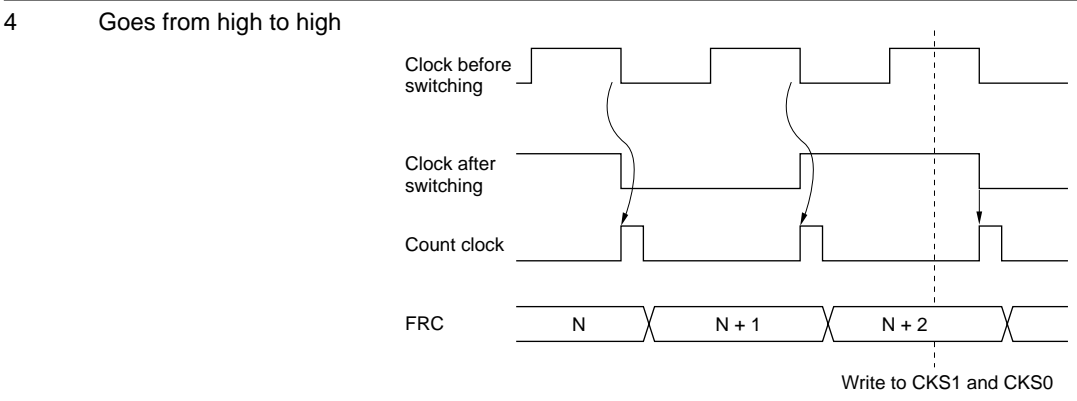 4 Goes from high to high
Clock before
switching
Clock after
switching
Count clock
FRC N N + 1 N + 2
Write to CKS1 and CKS0